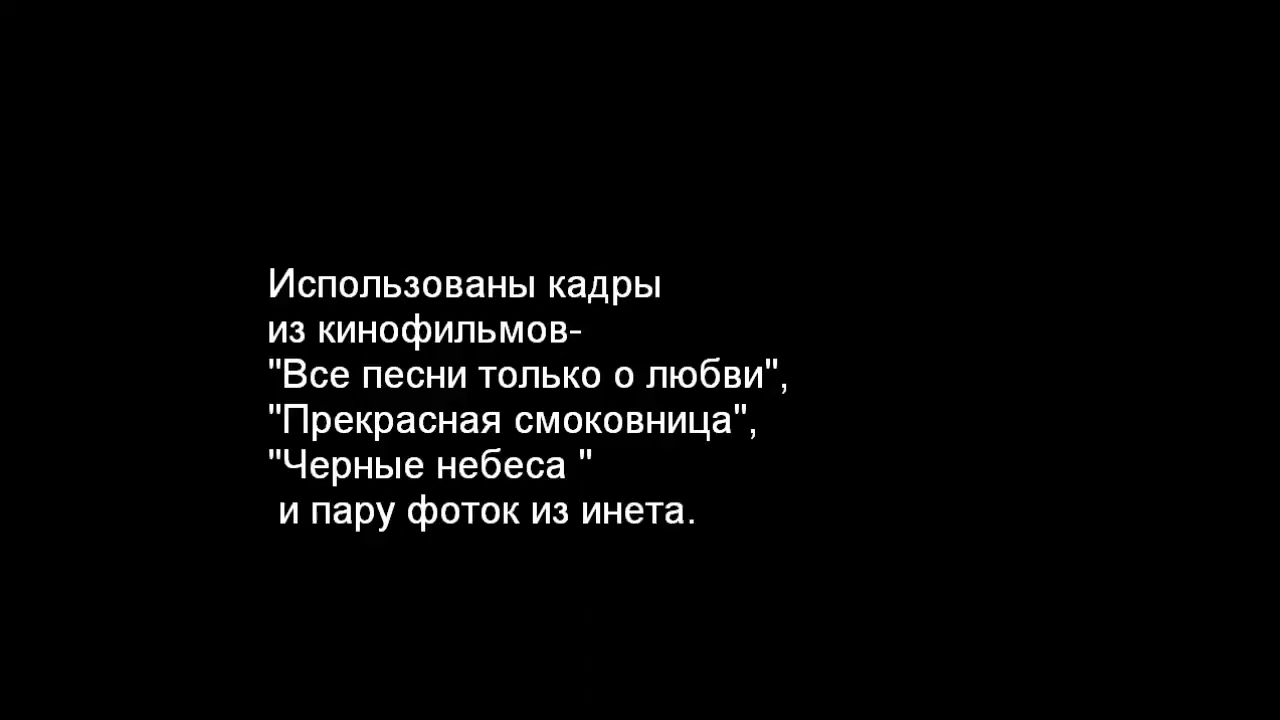 Использованы кадры
из кинофильмов-
"Все песни только о любви",
"Прекрасная смоковница",
"Черные небеса "
и пару фоток из инета.